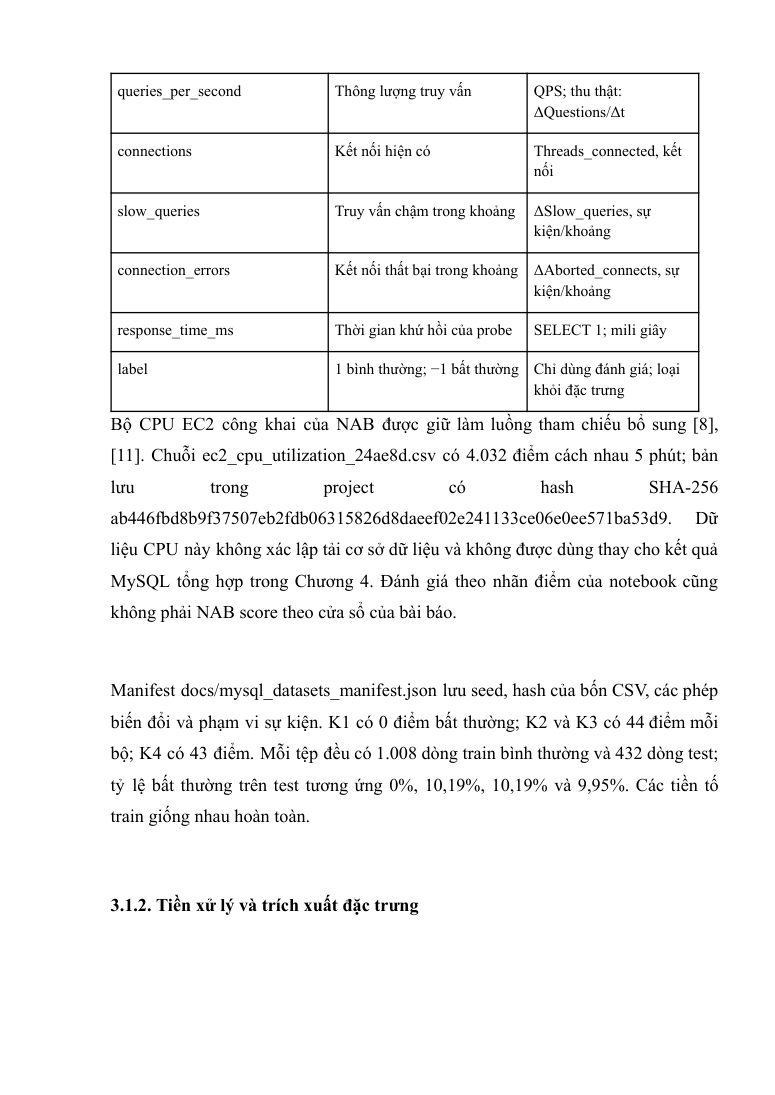 queries_per_second
Thông lượng truy vấn
QPS; thu thật:
ΔQuestions/Δt
connections
Kết nối hiện có
Threads_connected, kết
nối
slow_queries
Truy vấn chậm trong khoảng
ΔSlow_queries, sự
kiện/khoảng
connection_errors
Kết nối thất bại trong khoảng
ΔAborted_connects, sự
kiện/khoảng
response_time_ms
Thời gian khứ hồi của probe
SELECT 1; mili giây
label
1 bình thường; −1 bất thường
Chỉ dùng đánh giá; loại
khỏi đặc trưng
Bộ CPU EC2 công khai của NAB được giữ làm luồng tham chiếu bổ sung [8],
[11]. Chuỗi ec2_cpu_utilization_24ae8d.csv có 4.032 điểm cách nhau 5 phút; bản
lưu trong project có hash SHA-256
ab446fbd8b9f37507eb2fdb06315826d8daeef02e241133ce06e0ee571ba53d9. Dữ
liệu CPU này không xác lập tải cơ sở dữ liệu và không được dùng thay cho kết quả
MySQL tổng hợp trong Chương 4. Đánh giá theo nhãn điểm của notebook cũng
không phải NAB score theo cửa sổ của bài báo.
Manifest docs/mysql_datasets_manifest.json lưu seed, hash của bốn CSV, các phép
biến đổi và phạm vi sự kiện. K1 có 0 điểm bất thường; K2 và K3 có 44 điểm mỗi
bộ; K4 có 43 điểm. Mỗi tệp đều có 1.008 dòng train bình thường và 432 dòng test;
tỷ lệ bất thường trên test tương ứng 0%, 10,19%, 10,19% và 9,95%. Các tiền tố
train giống nhau hoàn toàn.
3.1.2. Tiền xử lý và trích xuất đặc trưng